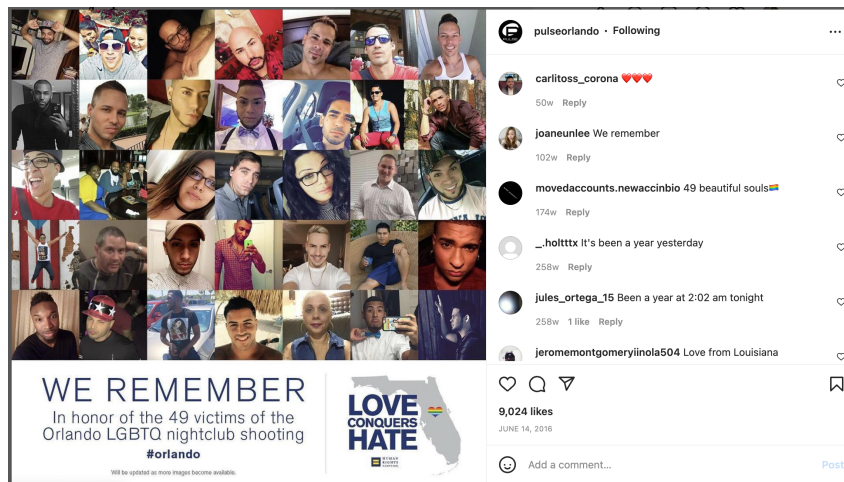 WE REMEMBER
In honor of the 49 victims of the
Orlando LGBTQ nightclub shooting
#orlando
Will be updated as more images become available.
LOVE
CONQUERS
HATE
HUMAN
RIGHTS
CAMPAIGN
pulseorlando • Following
carlitoss_corona ❤️❤️❤️
50w Reply
joaneunlee We remember
102w Reply
movedaccounts.newaccinbio 49 beautiful souls🏳️‍🌈
174w Reply
_.holtttx It's been a year yesterday
258w Reply
jules_ortega_15 Been a year at 2:02 am tonight
258w 1 like Reply
jeromemontgomeryiinola504 Love from Louisiana
9,024 likes
JUNE 14, 2016
Add a comment...
Post